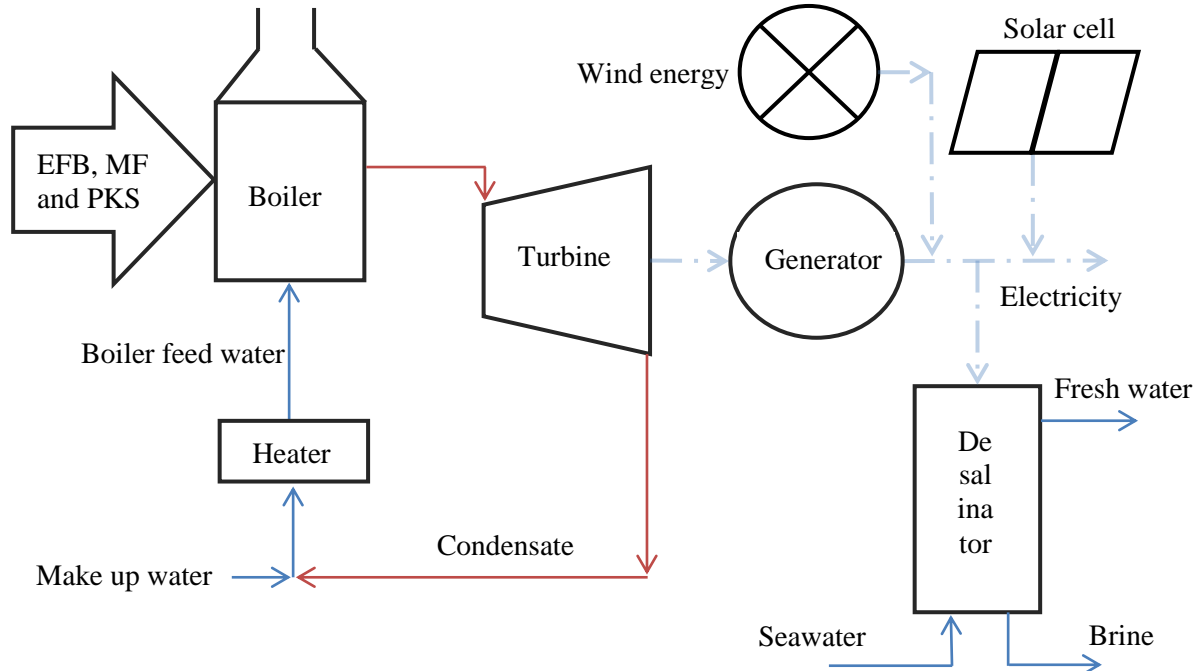 Solar cell
Wind energy
EFB, MF
and PKS
Boiler
Turbine
Generator
Electricity
Boiler feed water
Fresh water
Heater
De
sal
ina
tor
Condensate
Make up water
Seawater
Brine